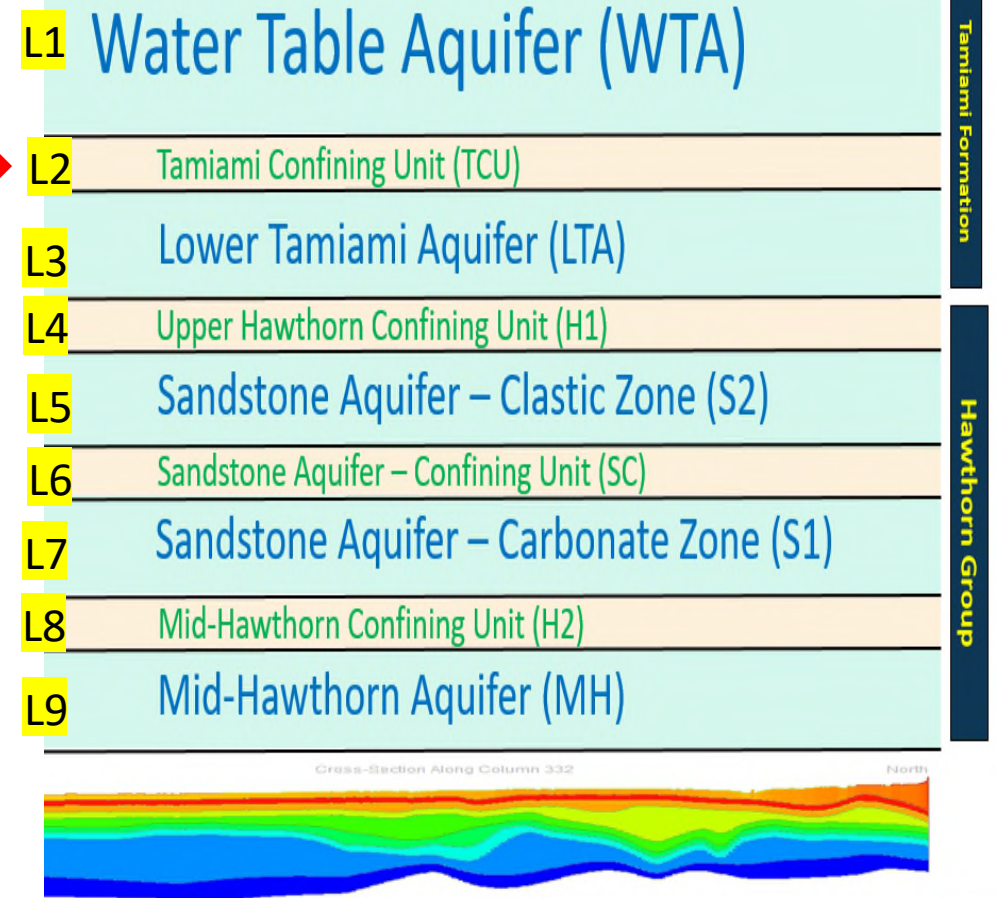 L1 Water Table Aquifer (WTA)
L2 Tamiami Confining Unit (TCU)
L3 Lower Tamiami Aquifer (LTA)
Tamiami Formation
L4 Upper Hawthorn Confining Unit (H1)
L5 Sandstone Aquifer – Clastic Zone (S2)
L6 Sandstone Aquifer – Confining Unit (SC)
L7 Sandstone Aquifer – Carbonate Zone (S1)
L8 Mid-Hawthorn Confining Unit (H2)
L9 Mid-Hawthorn Aquifer (MH)
Hawthorn Group
Cross-Section Along Column 332
North